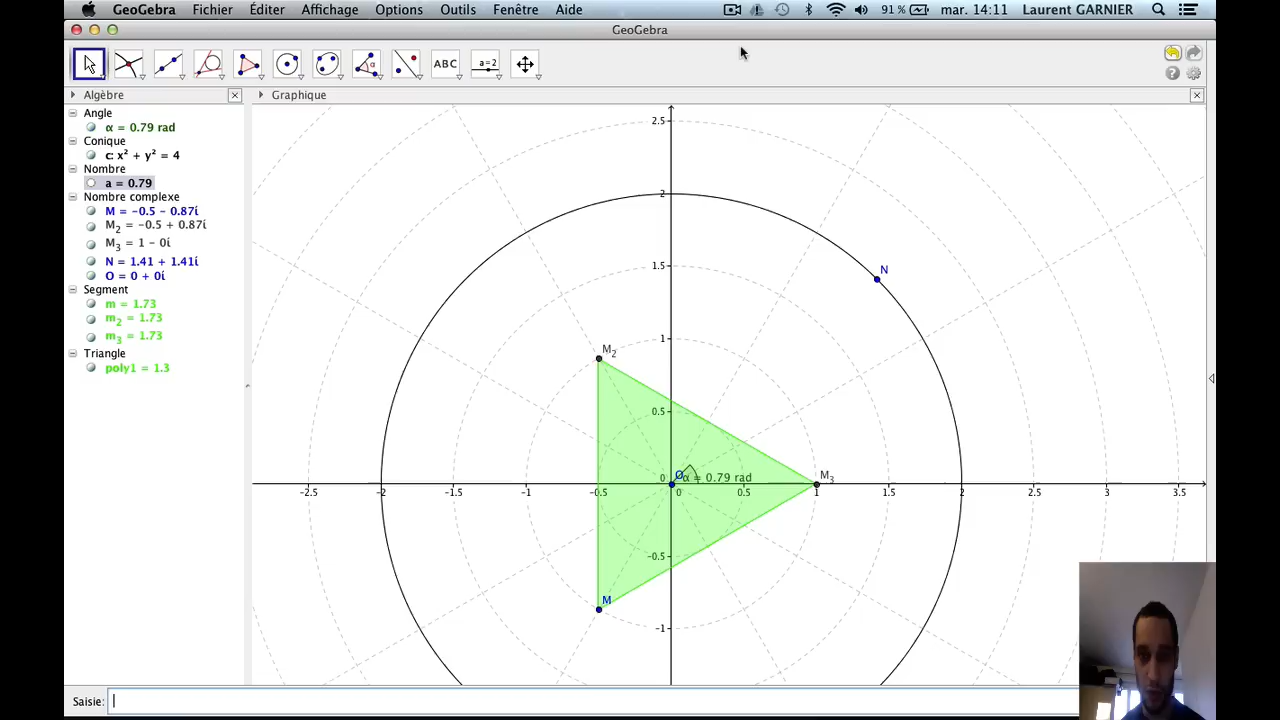 GeoGebra Fichier Éditer Affichage Options Outils Fenêtre Aide 91 % mar. 14:11 Laurent GARNIER
GeoGebra
ABC a=2
Algèbre
Graphique
Angle
α = 0.79 rad
Conique
c: x² + y² = 4
Nombre
a = 0.79
Nombre complexe
M = −0.5 − 0.87i
M₂ = −0.5 + 0.87i
M₃ = 1 − 0i
N = 1.41 + 1.41i
O = 0 + 0i
Segment
m = 1.73
m₂ = 1.73
m₃ = 1.73
Triangle
poly1 = 1.3
2.5
2
1.5
N
1
M₂
0.5
0
O
α = 0.79 rad
M₃
-2.5 -2 -1.5 -1 -0.5 0 0.5 1 1.5 2 2.5 3 3.5
-0.5
M
-1
Saisie: